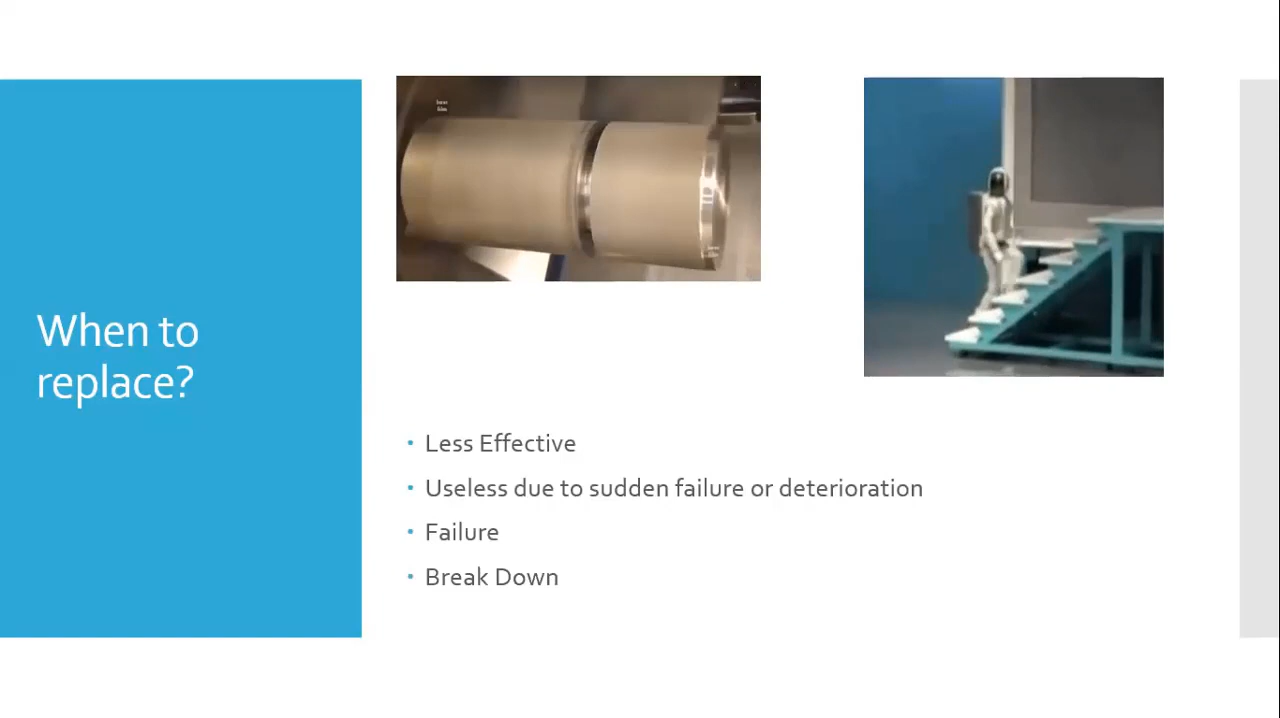 When to
replace?
Less Effective
Useless due to sudden failure or deterioration
Failure
Break Down